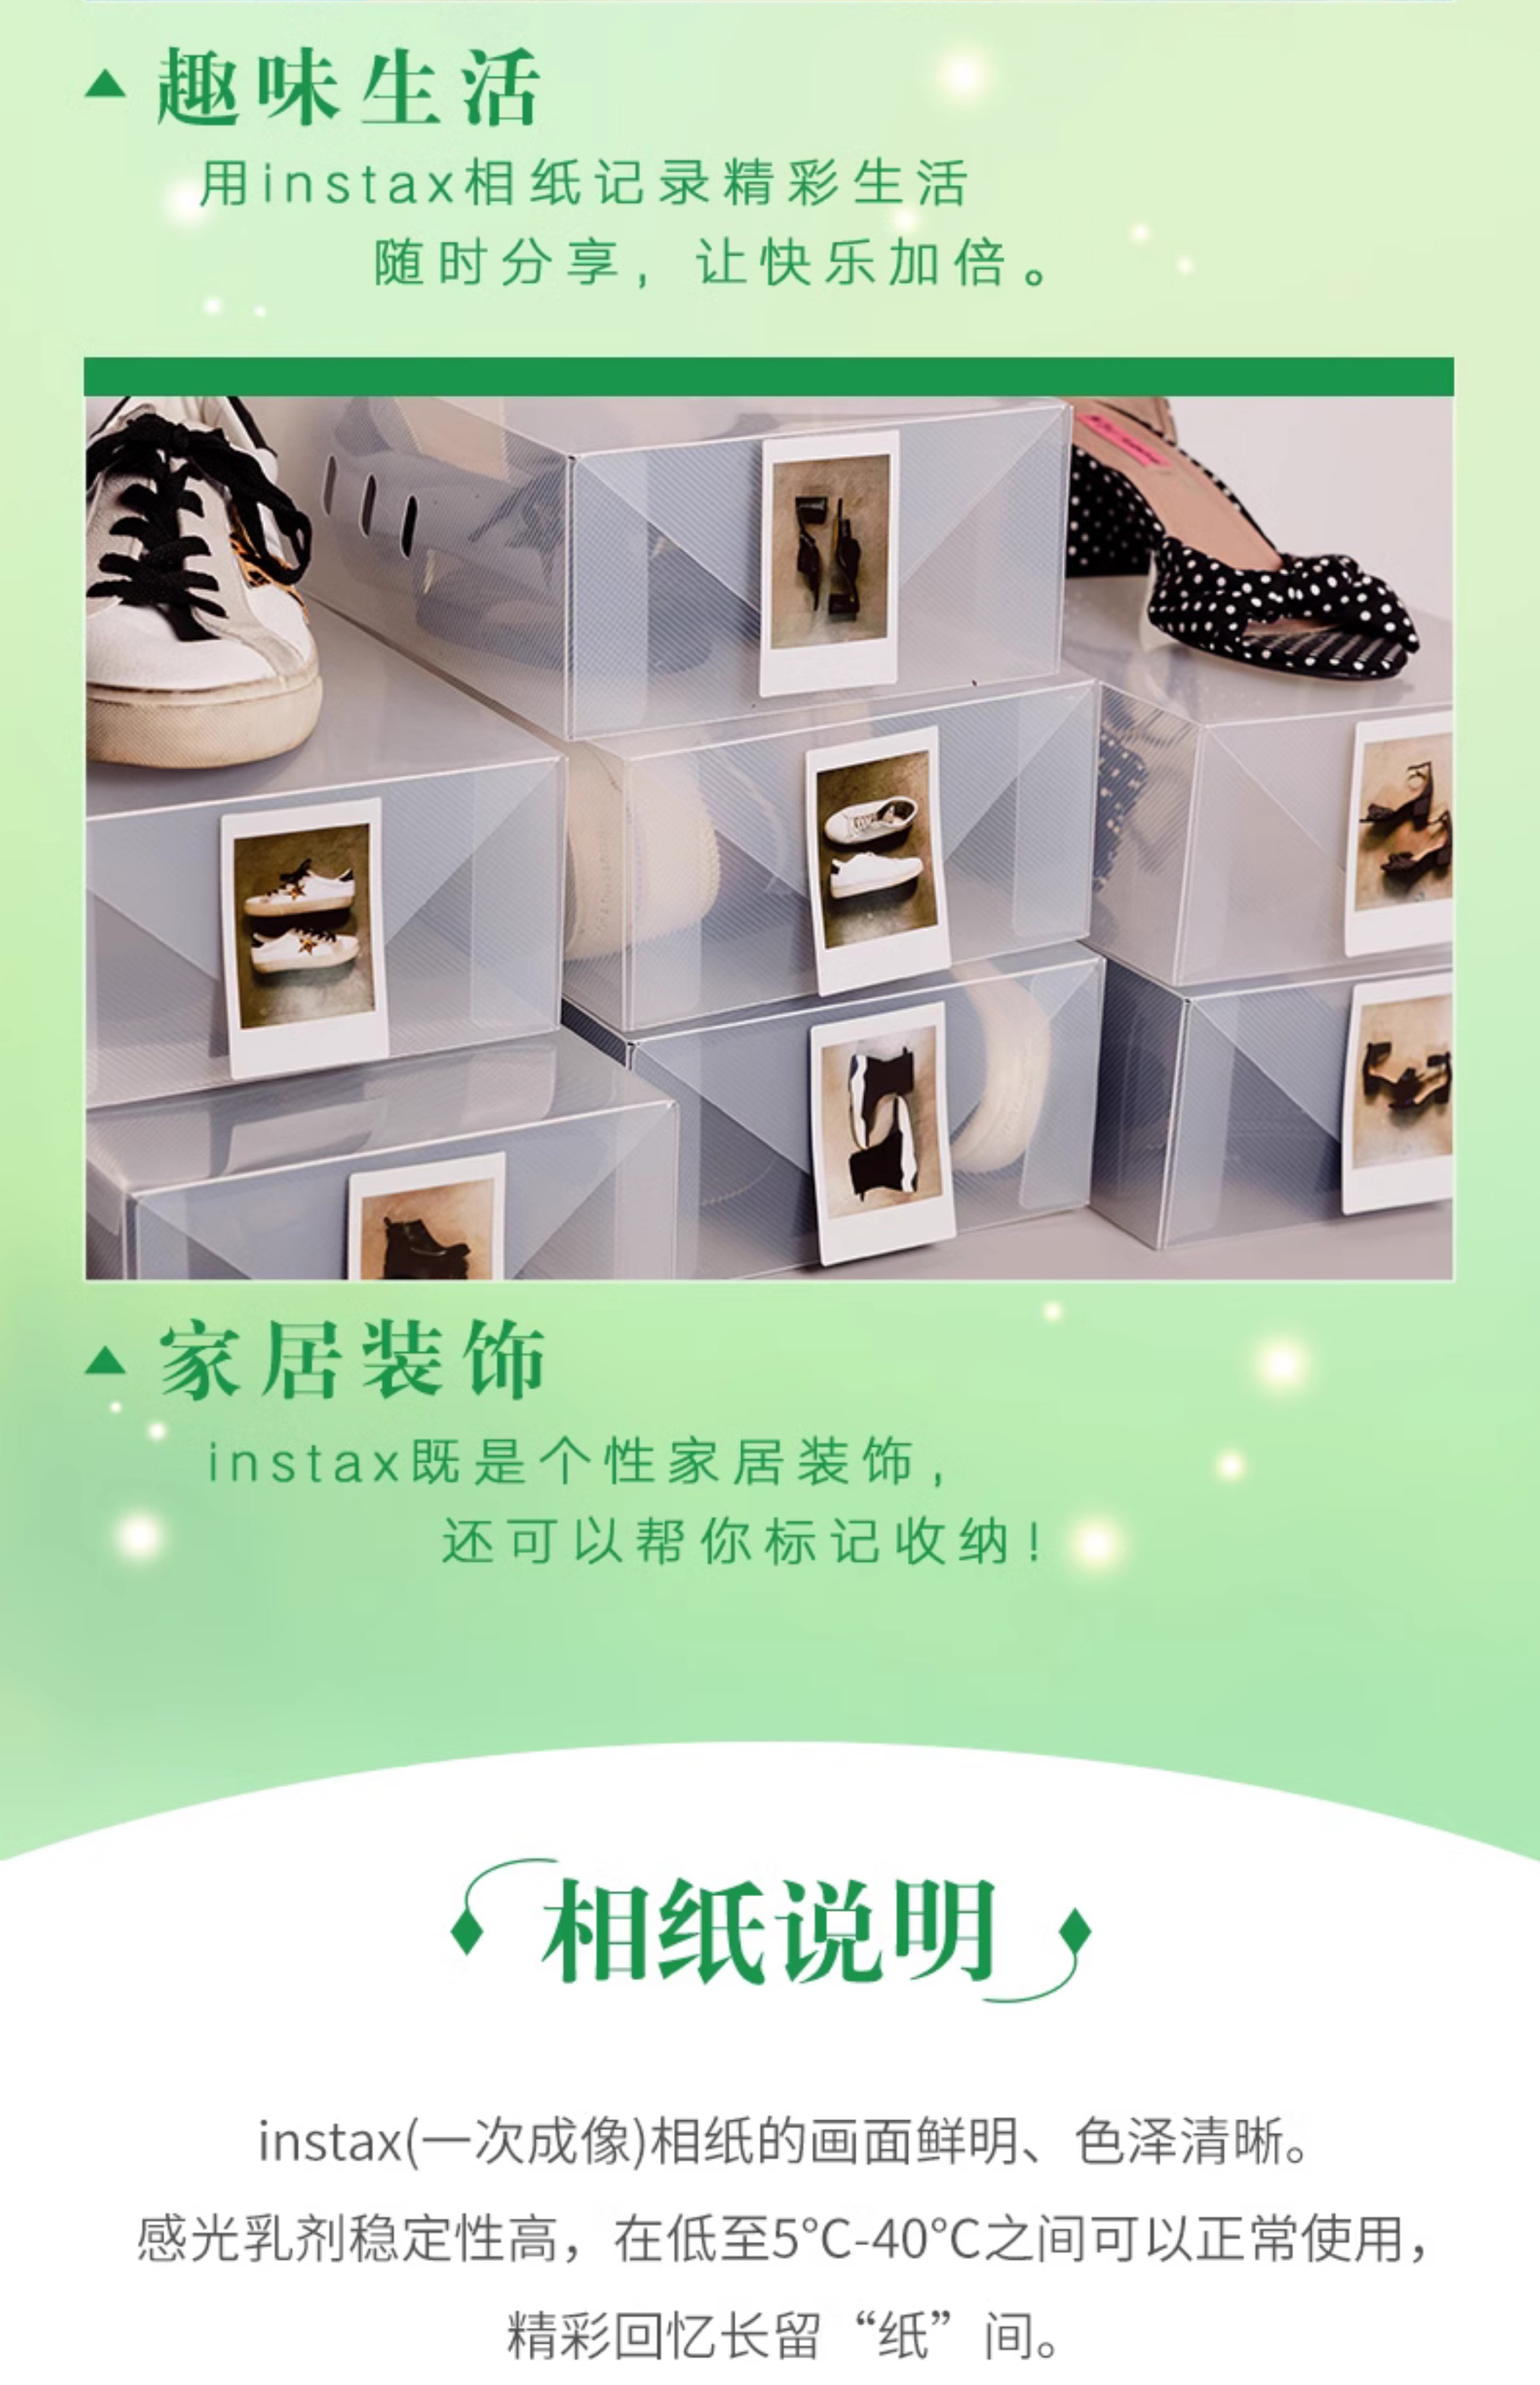 趣味生活
用instax相纸记录精彩生活
随时分享，让快乐加倍。
家居装饰
instax既是个性家居装饰，
还可以帮你标记收纳！
相纸说明
instax(一次成像)相纸的画面鲜明、色泽清晰。
感光乳剂稳定性高，在低至5°C-40°C之间可以正常使用，
精彩回忆长留“纸”间。